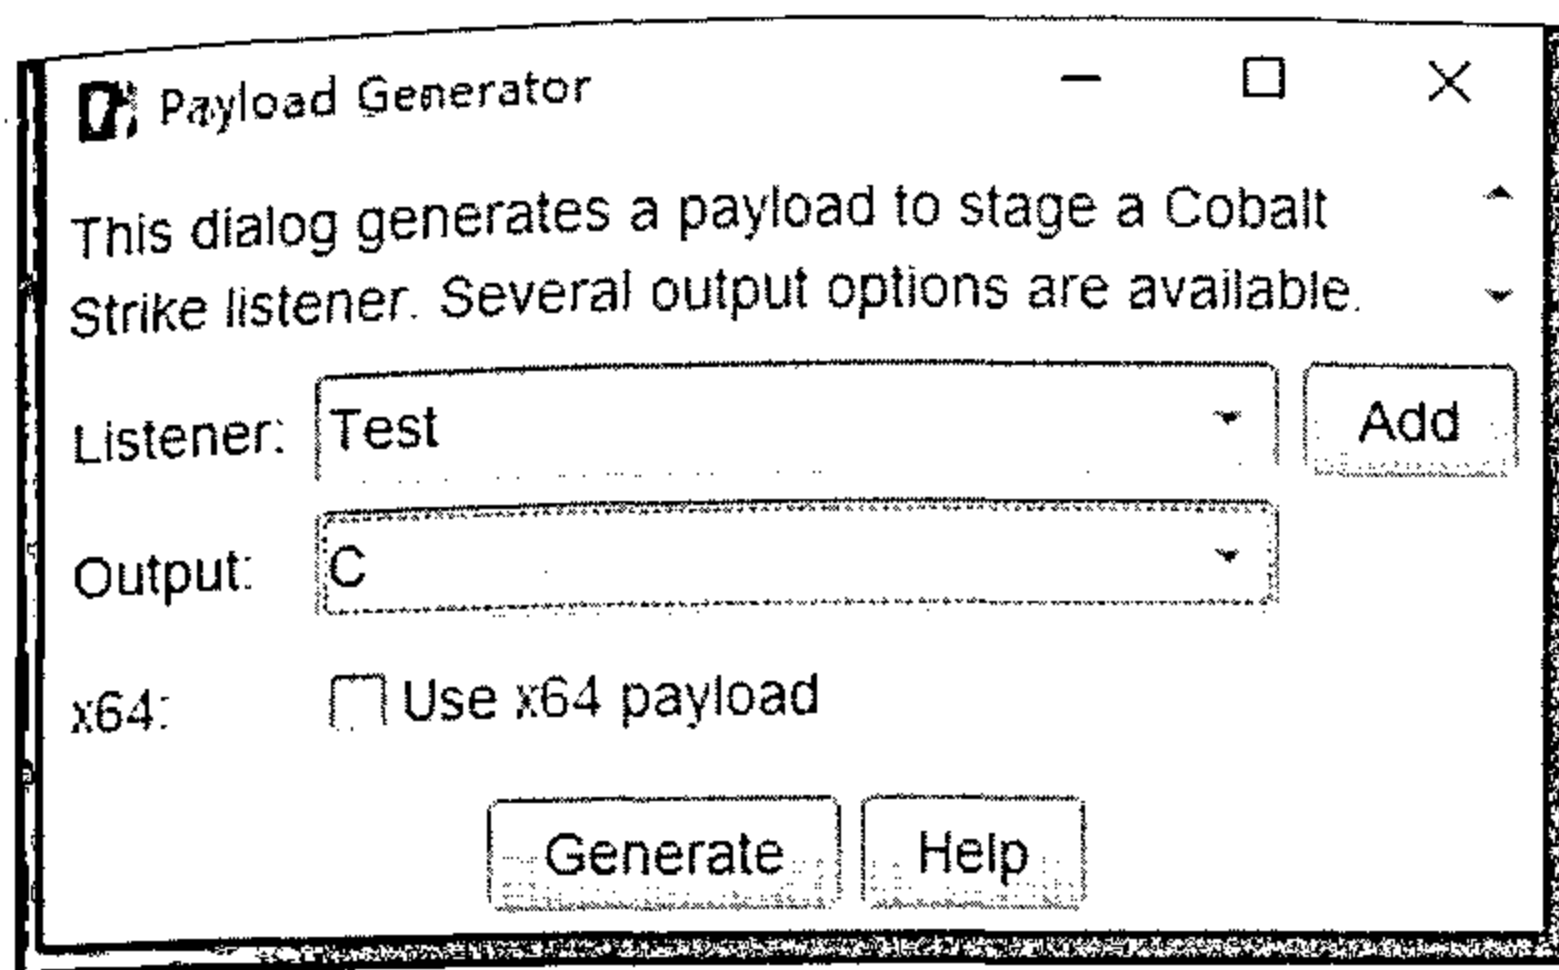 Payload Generator
This dialog generates a payload to stage a Cobalt
Strike listener. Several output options are available.
Listener: Test Add
Output: C
x64: Use x64 payload
Generate Help